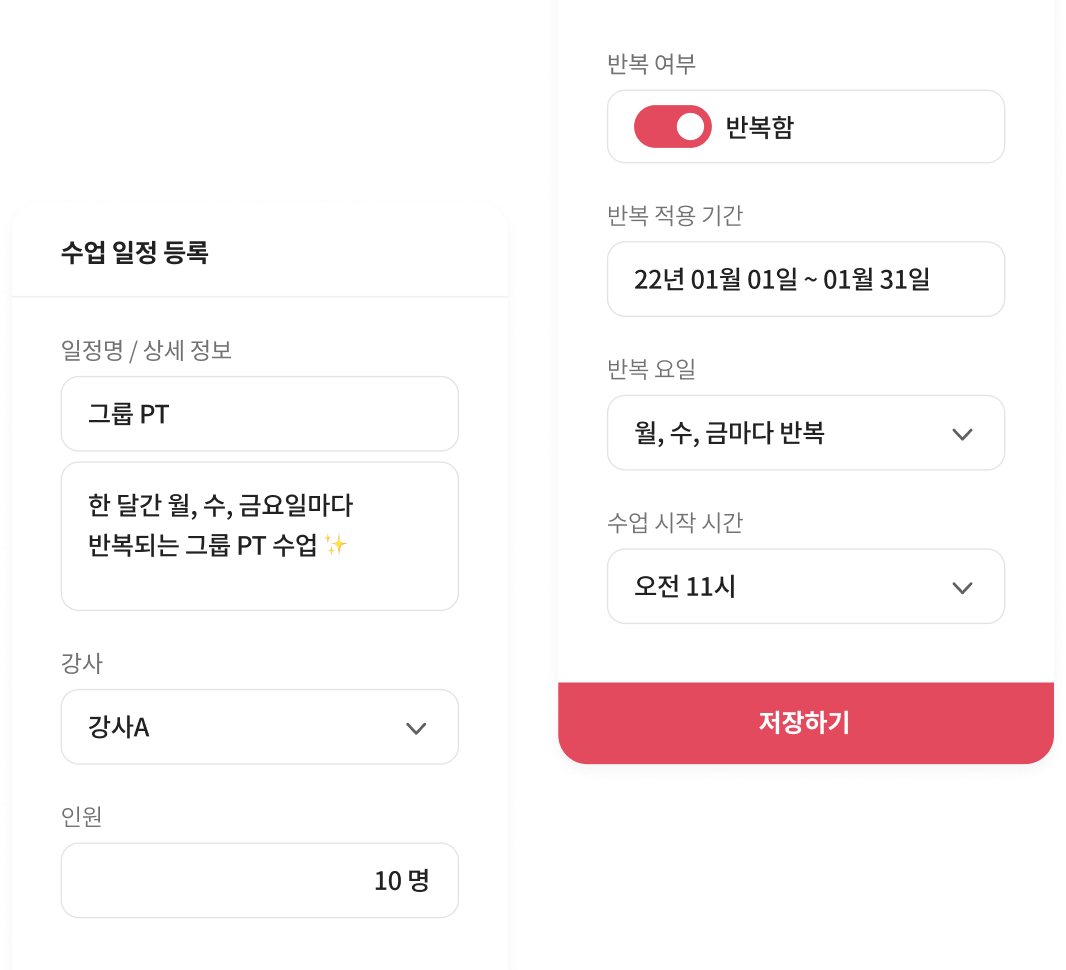 수업 일정 등록
일정명 / 상세 정보
그룹 PT
한 달간 월, 수, 금요일마다
반복되는 그룹 PT 수업 ✨
강사
강사A
인원
10 명
반복 여부
반복함
반복 적용 기간
22년 01월 01일 ~ 01월 31일
반복 요일
월, 수, 금마다 반복
수업 시작 시간
오전 11시
저장하기